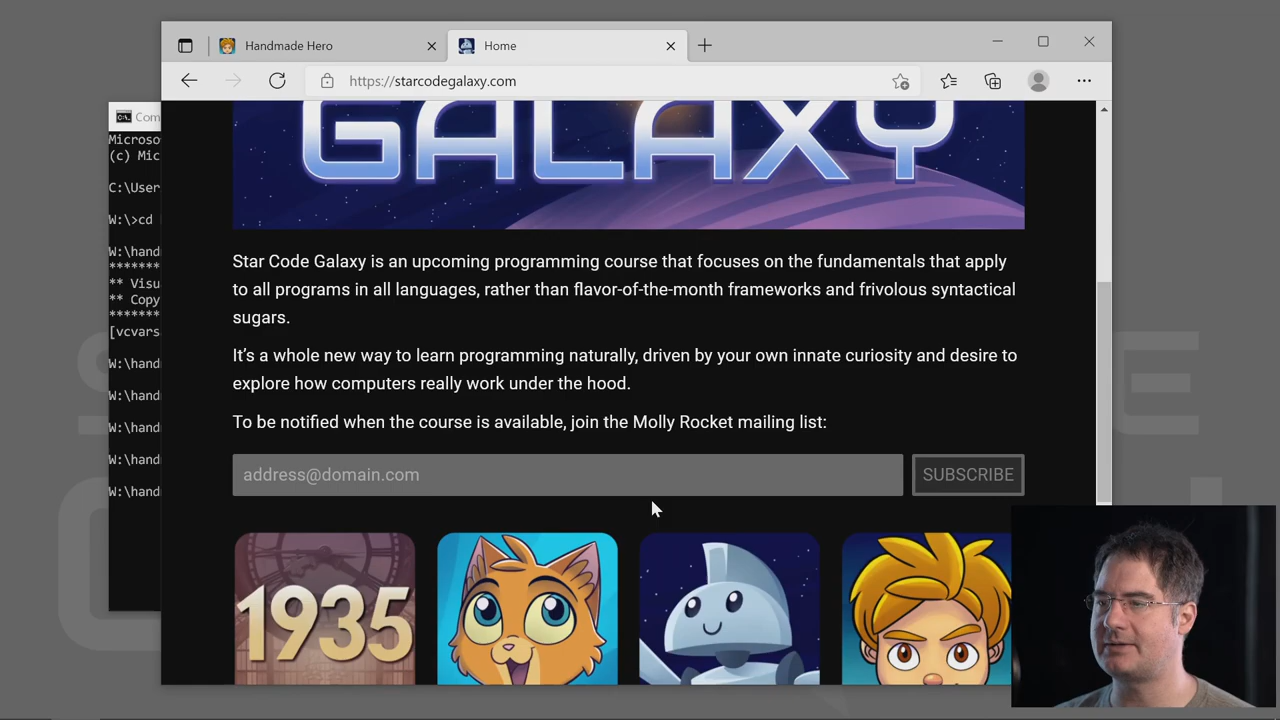 Handmade Hero
Home
https://starcodegalaxy.com
Com
Microso
(c) Mic
C:\User
W:\>cd
W:\hand
*******
** Visu
** Copy
*******
[vcvars
W:\hand
W:\hand
W:\hand
W:\hand
W:\hand
GALAXY
Star Code Galaxy is an upcoming programming course that focuses on the fundamentals that apply
to all programs in all languages, rather than flavor-of-the-month frameworks and frivolous syntactical
sugars.
It's a whole new way to learn programming naturally, driven by your own innate curiosity and desire to
explore how computers really work under the hood.
To be notified when the course is available, join the Molly Rocket mailing list:
address@domain.com
SUBSCRIBE
1935